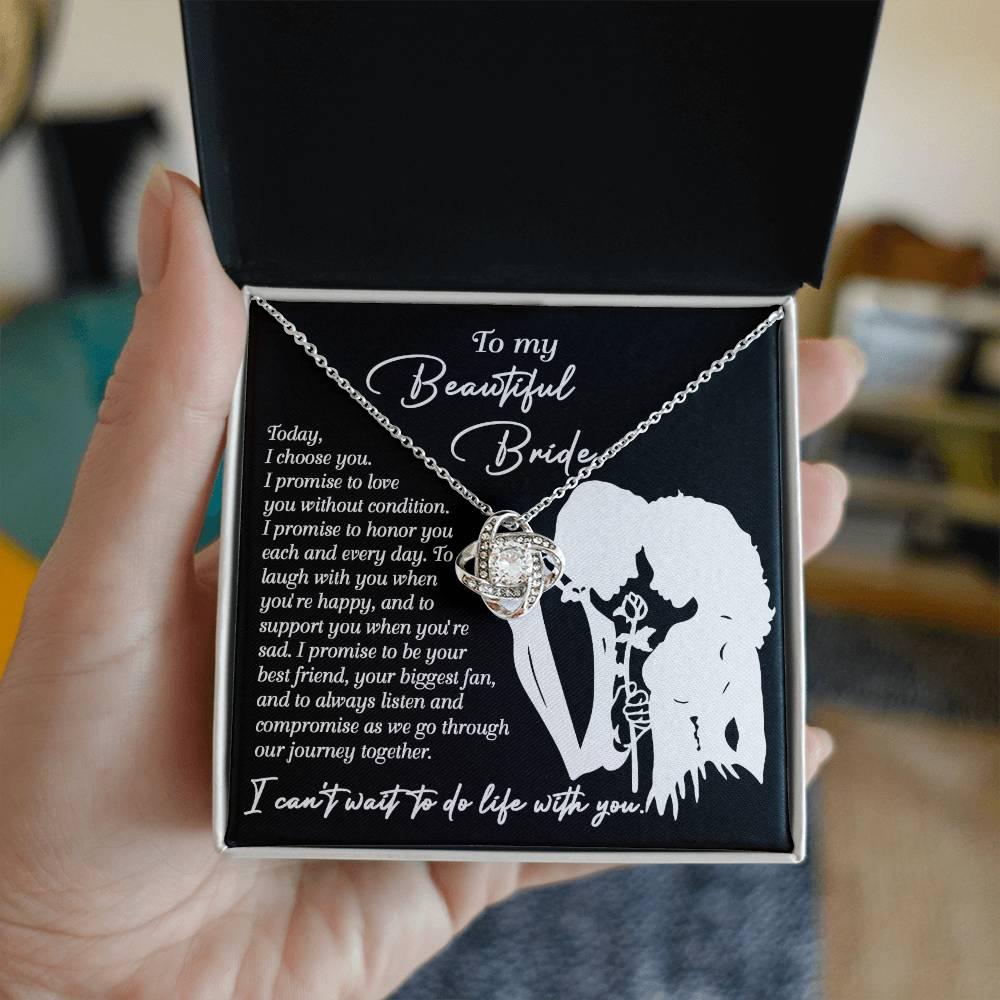 To my
Beautiful
Bride
Today,
I choose you.
I promise to love
you without condition.
I promise to honor you
each and every day. To
laugh with you when
you're happy, and to
support you when you're
sad. I promise to be your
best friend, your biggest fan,
and to always listen and
compromise as we go through
our journey together.
I can't wait to do life with you.